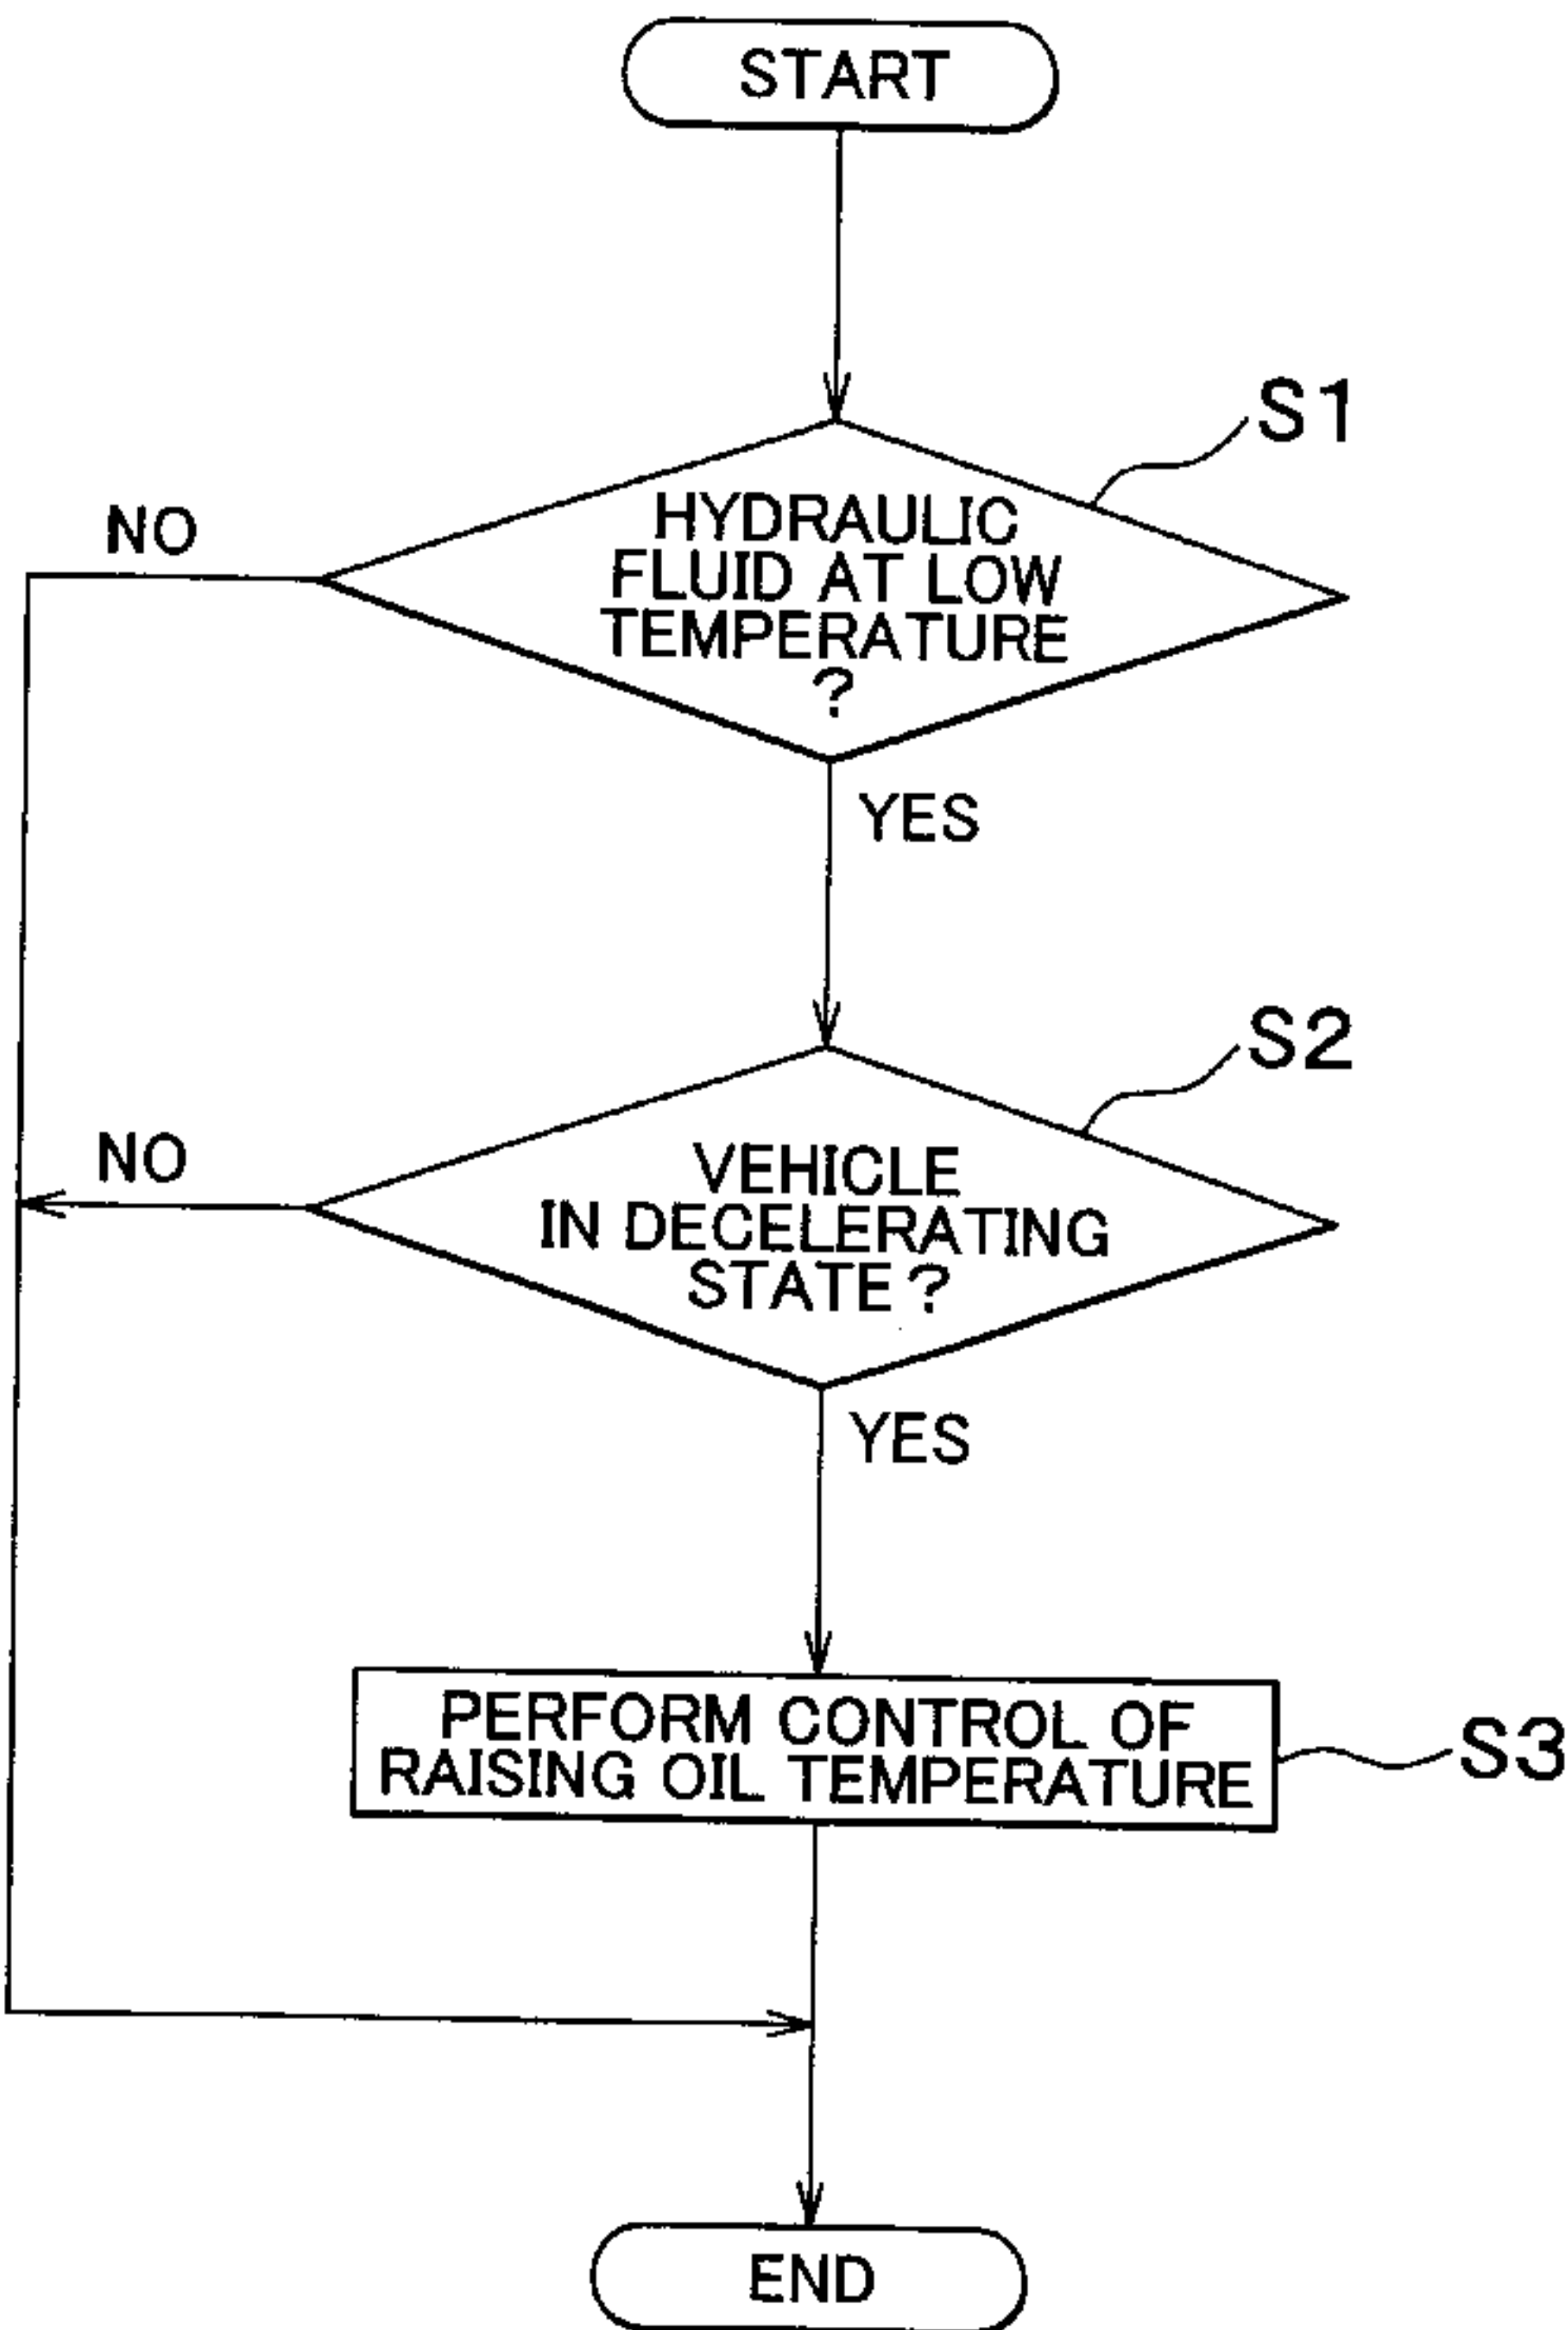 START
S1
NO
HYDRAULIC
FLUID AT LOW
TEMPERATURE
?
YES
S2
NO
VEHICLE
IN DECELERATING
STATE ?
YES
PERFORM CONTROL OF
RAISING OIL TEMPERATURE
S3
END